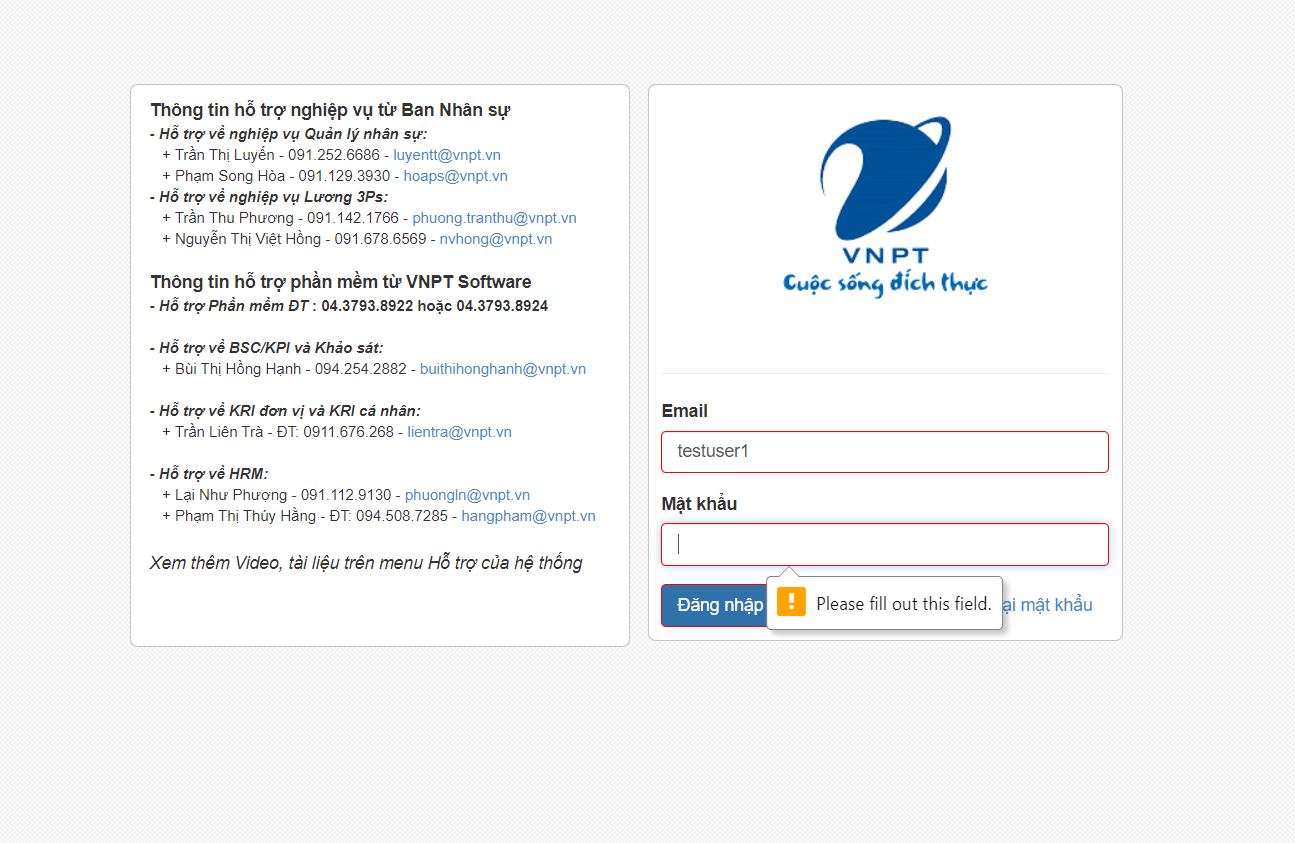 Thông tin hỗ trợ nghiệp vụ từ Ban Nhân sự
- Hỗ trợ về nghiệp vụ Quản lý nhân sự:
+ Trần Thị Luyến - 091.252.6686 - luyentt@vnpt.vn
+ Phạm Song Hòa - 091.129.3930 - hoaps@vnpt.vn
- Hỗ trợ về nghiệp vụ Lương 3Ps:
+ Trần Thu Phương - 091.142.1766 - phuong.tranthu@vnpt.vn
+ Nguyễn Thị Việt Hồng - 091.678.6569 - nvhong@vnpt.vn
Thông tin hỗ trợ phần mềm từ VNPT Software
- Hỗ trợ Phần mềm ĐT : 04.3793.8922 hoặc 04.3793.8924
- Hỗ trợ về BSC/KPI và Khảo sát:
+ Bùi Thị Hồng Hạnh - 094.254.2882 - buithihonghanh@vnpt.vn
- Hỗ trợ về KRI đơn vị và KRI cá nhân:
+ Trần Liên Trà - ĐT: 0911.676.268 - lientra@vnpt.vn
- Hỗ trợ về HRM:
+ Lại Như Phượng - 091.112.9130 - phuongln@vnpt.vn
+ Phạm Thị Thúy Hằng - ĐT: 094.508.7285 - hangpham@vnpt.vn
Xem thêm Video, tài liệu trên menu Hỗ trợ của hệ thống
VNPT
Cuộc sống đích thực
Email
testuser1
Mật khẩu
Đăng nhập
Please fill out this field.
mật khẩu